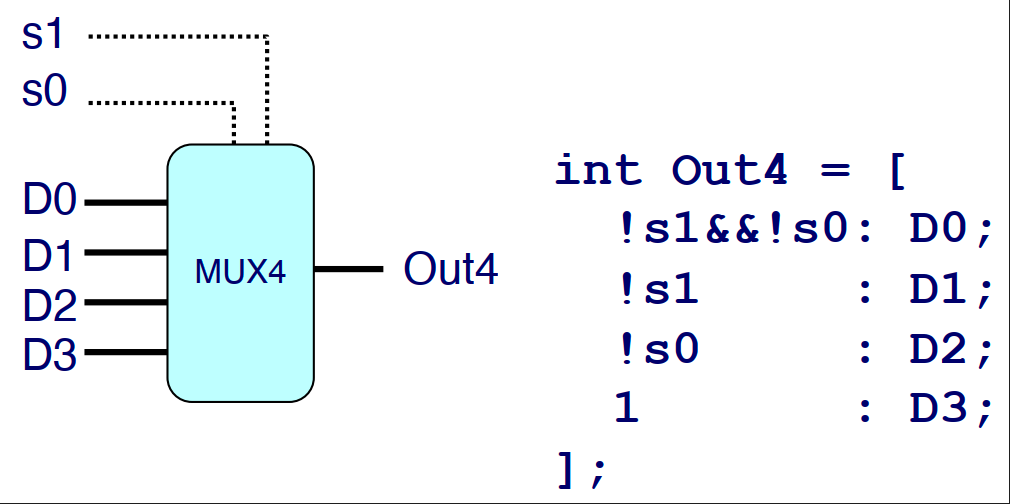 s1
s0
D0
D1
D2
D3
MUX4
Out4
int Out4 = [
!s1&&!s0: D0;
!s1 : D1;
!s0 : D2;
1 : D3;
];